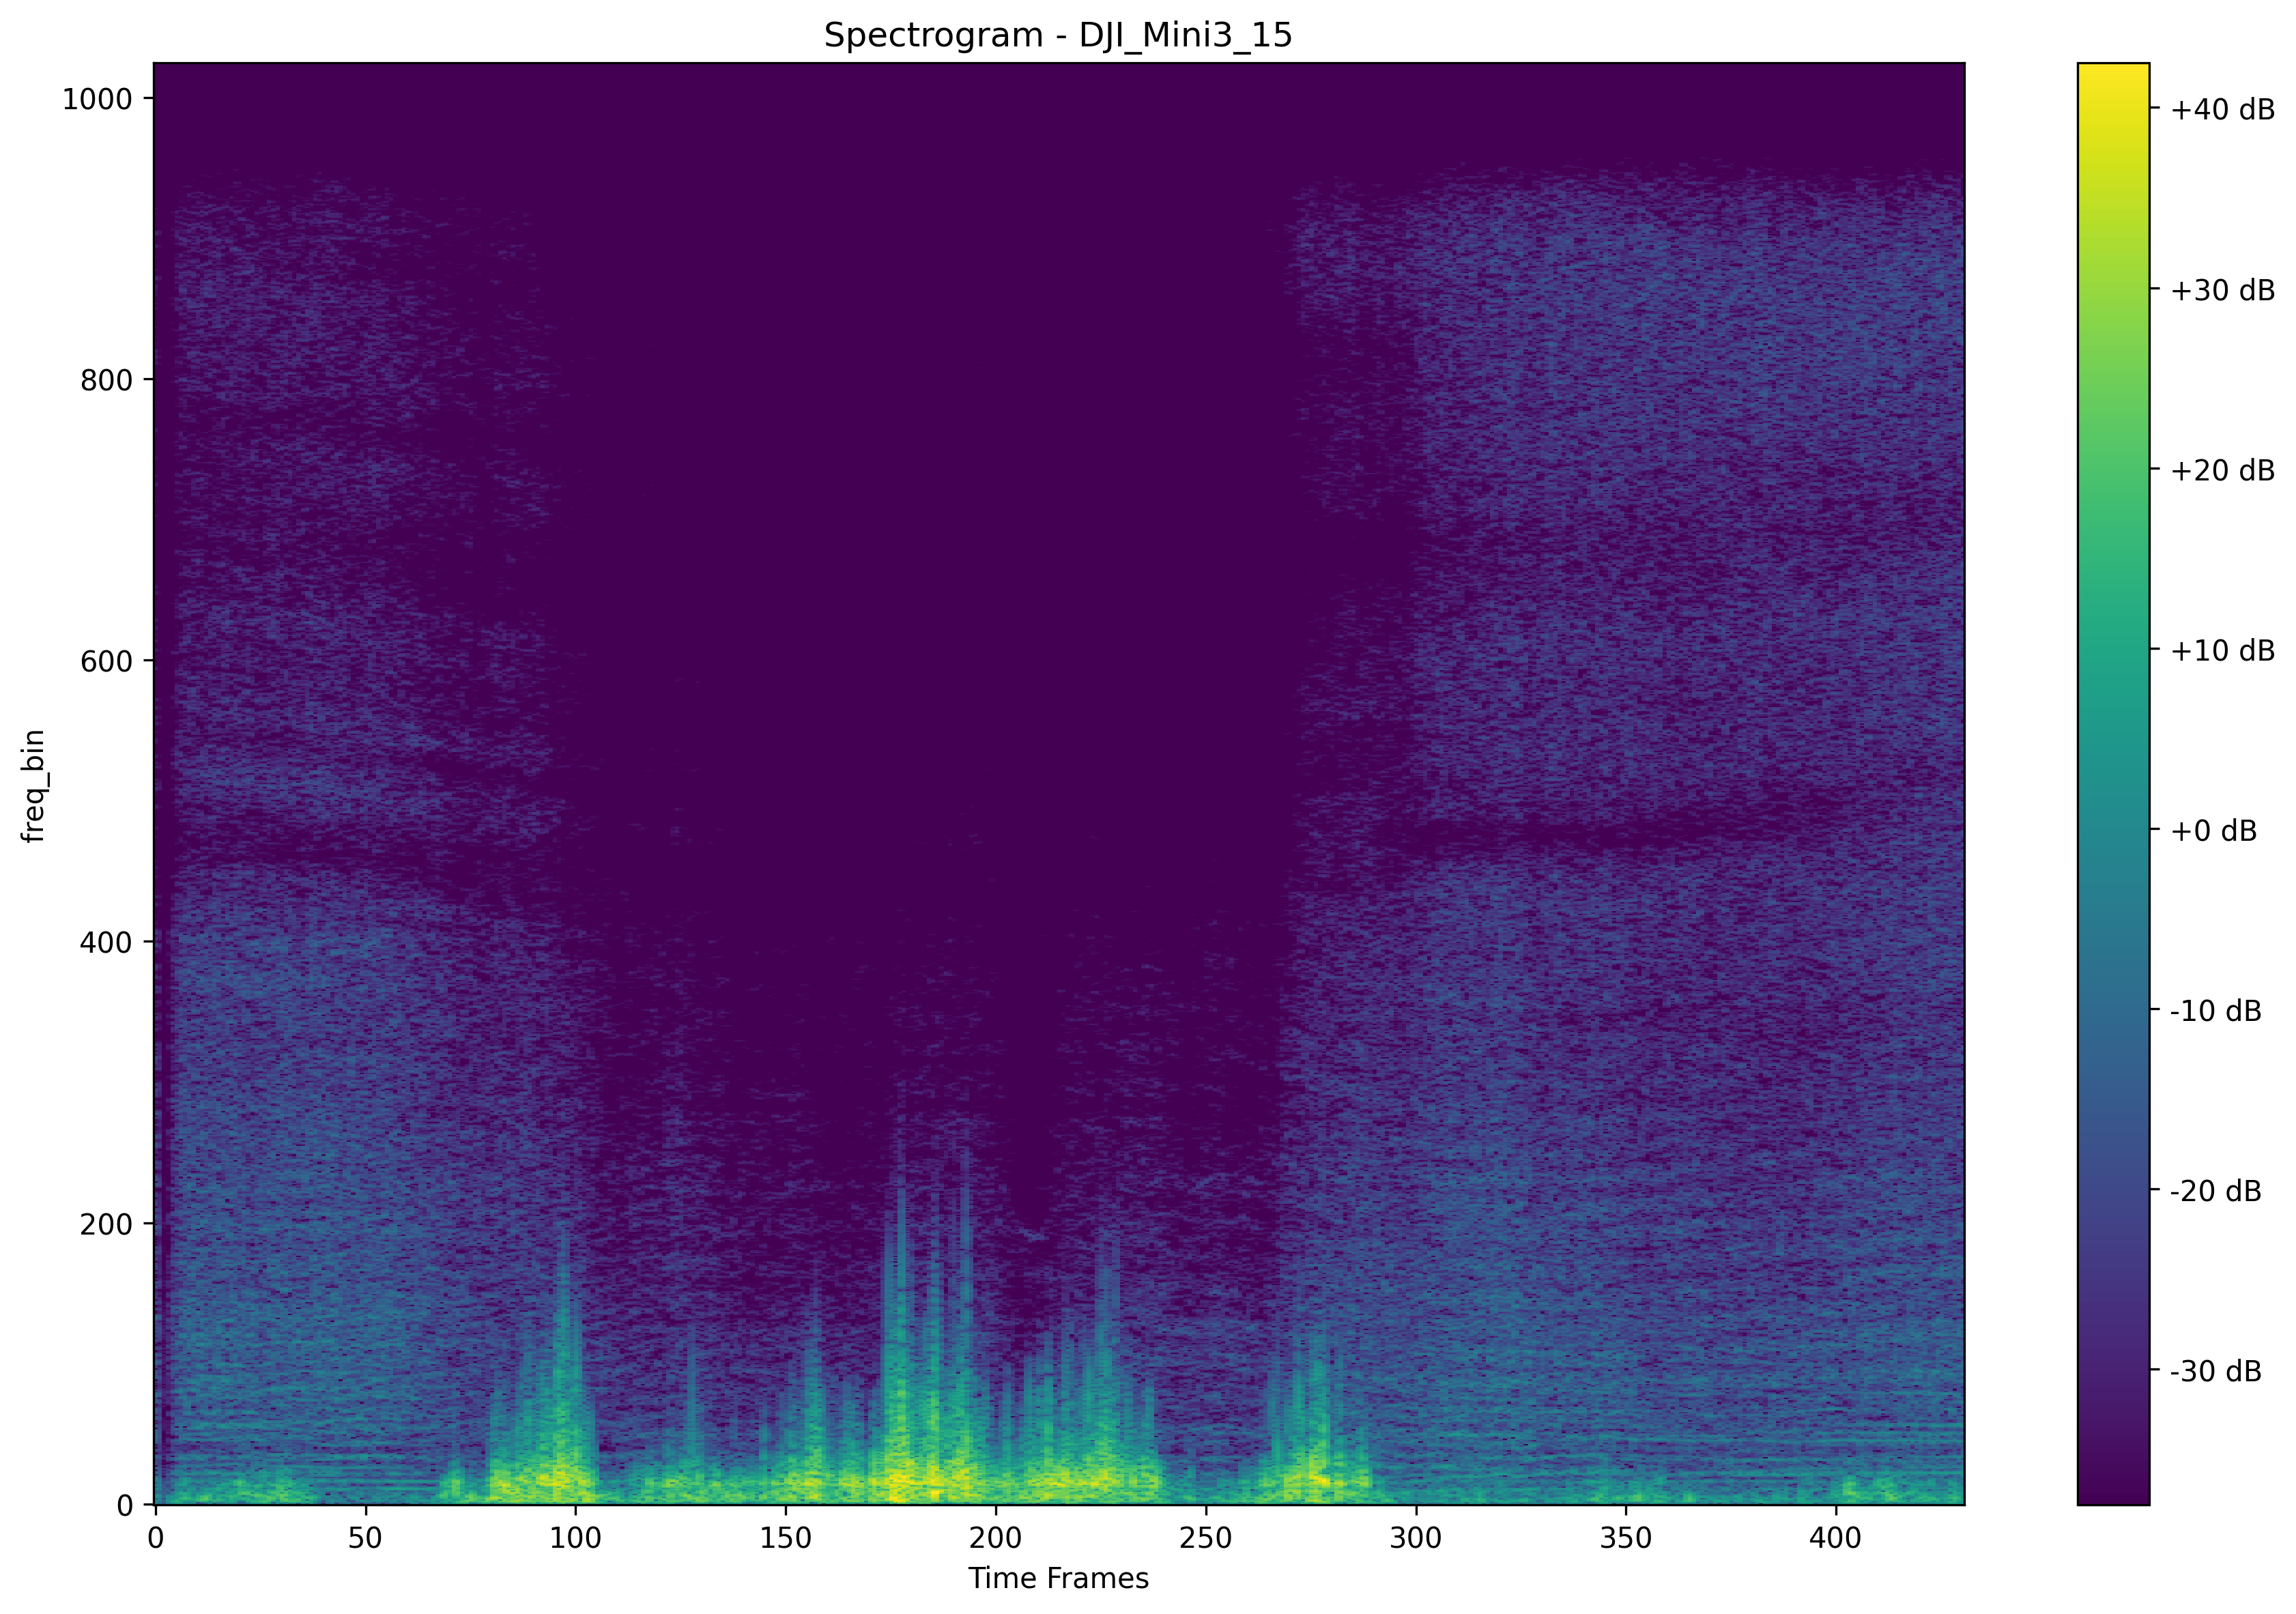 Spectrogram - DJI_Mini3_15
1000
800
600
400
200
0
freq_bin
0 50 100 150 200 250 300 350 400
Time Frames
+40 dB
+30 dB
+20 dB
+10 dB
+0 dB
-10 dB
-20 dB
-30 dB